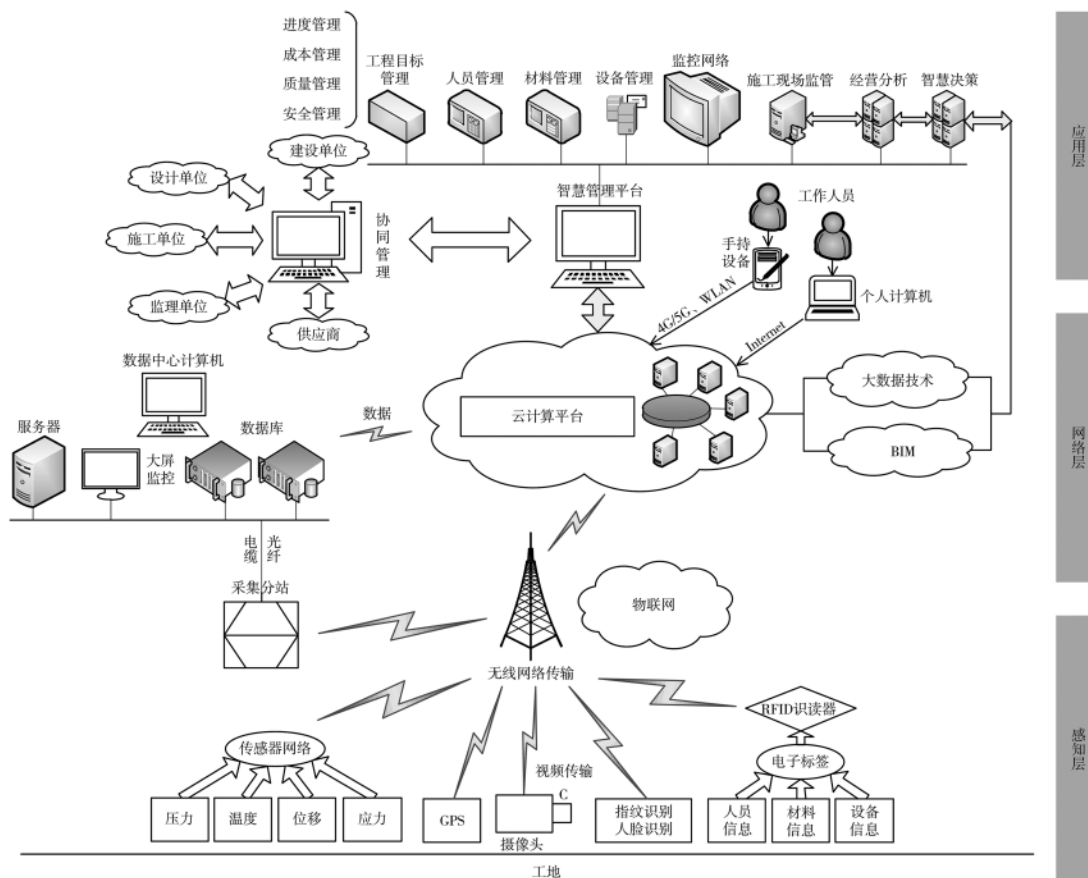 进度管理
成本管理
质量管理
安全管理
工程目标
管理
人员管理
材料管理
设备管理
监控网络
施工现场监管
经营分析
智慧决策
应用层
建设单位
设计单位
施工单位
监理单位
供应商
协同管理
智慧管理平台
工作人员
手持
设备
个人计算机
4G/5G、WLAN
Internet
数据中心计算机
服务器
大屏
监控
数据库
数据
云计算平台
大数据技术
BIM
网络层
电缆
光纤
采集分站
物联网
无线网络传输
RFID识读器
传感器网络
视频传输
电子标签
感知层
压力
温度
位移
应力
GPS
C
摄像头
指纹识别
人脸识别
人员
信息
材料
信息
设备
信息
工地